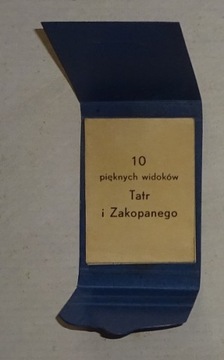 10
pięknych widoków
Tatr
i Zakopanego